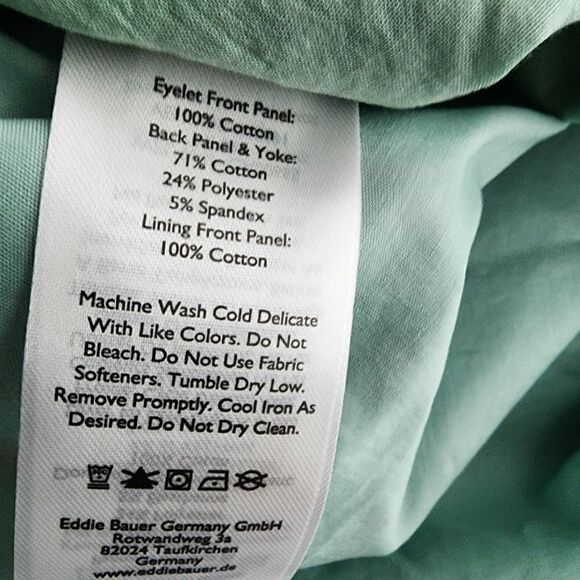 Eyelet Front Panel:
100% Cotton
Back Panel & Yoke:
71% Cotton
24% Polyester
5% Spandex
Lining Front Panel:
100% Cotton
Machine Wash Cold Delicate
With Like Colors. Do Not
Bleach. Do Not Use Fabric
Softeners. Tumble Dry Low.
Remove Promptly. Cool Iron As
Desired. Do Not Dry Clean.
Eddie Bauer Germany GmbH
Rotwandweg 3a
82024 Taufkirchen
Germany
www.eddiebauer.de